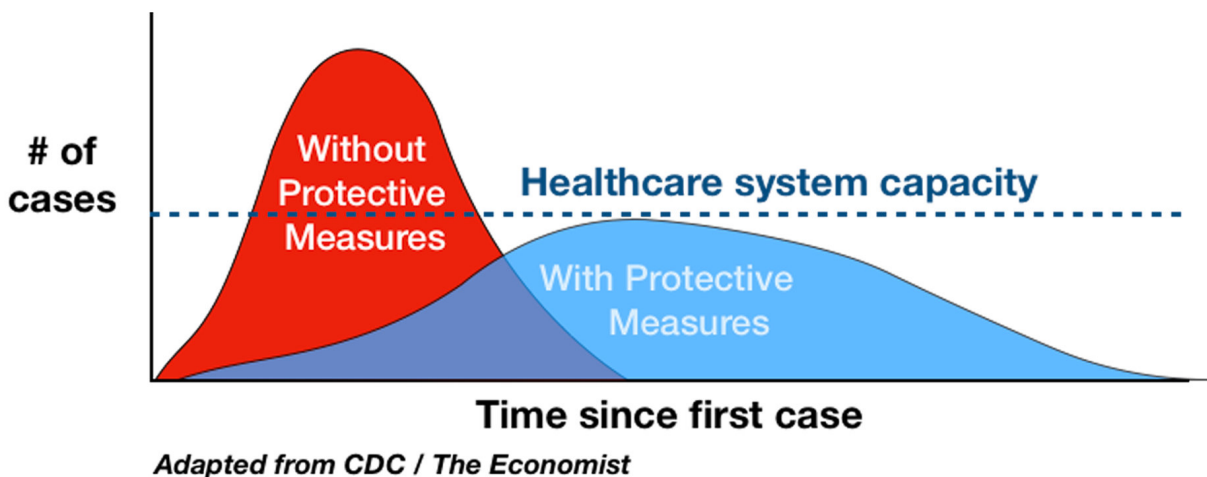 # of
cases
Without
Protective
Measures
Healthcare system capacity
With Protective
Measures
Time since first case
Adapted from CDC / The Economist